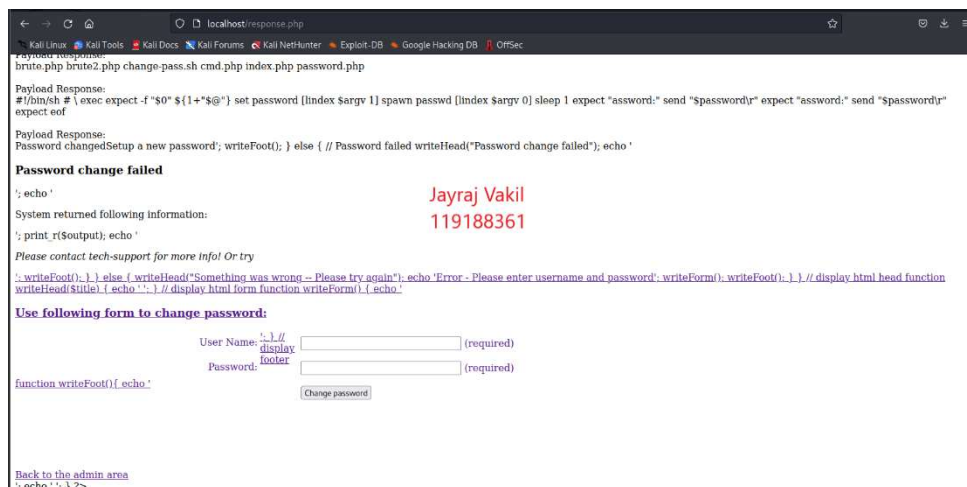 localhost/response.php
Kali Linux Kali Tools Kali Docs Kali Forums Kali NetHunter Exploit-DB Google Hacking DB OffSec
Payload Response:
brute.php brute2.php change-pass.sh cmd.php index.php password.php
Payload Response:
#!/bin/sh # \ exec expect -f "$0" ${1+"$@"} set password [lindex $argv 1] spawn passwd [lindex $argv 0] sleep 1 expect "assword:" send "$password\r" expect "assword:" send "$password\r"
expect eof
Payload Response:
Password changedSetup a new password'; writeFoot(); } else { // Password failed writeHead("Password change failed"); echo '
Password change failed
'; echo '
Jayraj Vakil
System returned following information:
119188361
'; print_r($output); echo '
Please contact tech-support for more info! Or try
'; writeFoot(); } } else { writeHead("Something was wrong -- Please try again"); echo 'Error - Please enter username and password'; writeForm(); writeFoot(); } } // display html head function
writeHead($title) { echo ' '; } // display html form function writeForm() { echo '
Use following form to change password:
User Name: '; } // display footer (required)
Password: (required)
function writeFoot(){ echo '
Change password
Back to the admin area
'; echo ' '; } ?>